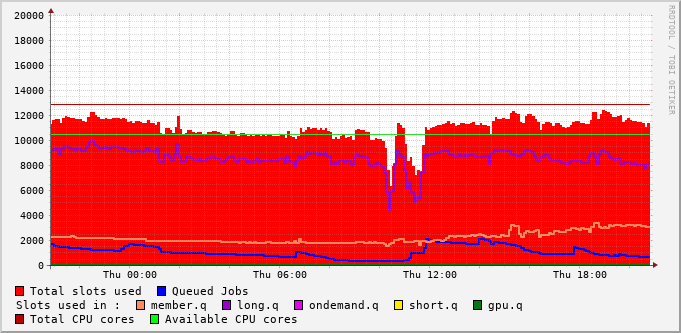 RRDTOOL / TOBI OETIKER
20000
18000
16000
14000
12000
10000
8000
6000
4000
2000
0
Thu 00:00 Thu 06:00 Thu 12:00 Thu 18:00
Total slots used Queued Jobs
Slots used in : member.q long.q ondemand.q short.q gpu.q
Total CPU cores Available CPU cores